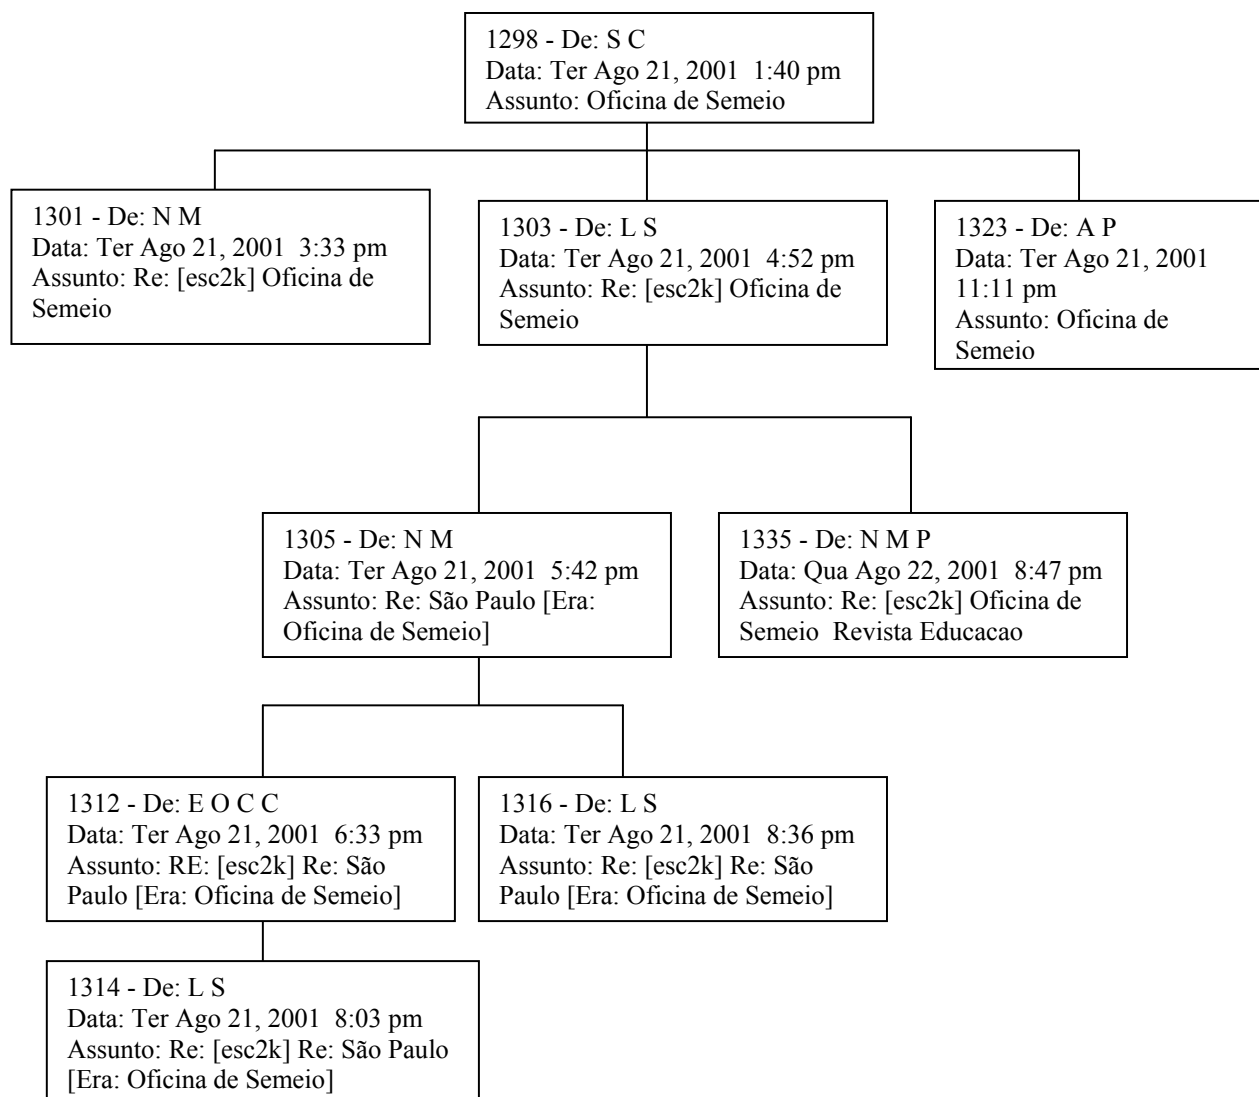 1298 - De: S C
Data: Ter Ago 21, 2001  1:40 pm
Assunto: Oficina de Semeio
1301 - De: N M
Data: Ter Ago 21, 2001  3:33 pm
Assunto: Re: [esc2k] Oficina de
Semeio
1303 - De: L S
Data: Ter Ago 21, 2001  4:52 pm
Assunto: Re: [esc2k] Oficina de
Semeio
1323 - De: A P
Data: Ter Ago 21, 2001
11:11 pm
Assunto: Oficina de
Semeio
1305 - De: N M
Data: Ter Ago 21, 2001  5:42 pm
Assunto: Re: São Paulo [Era:
Oficina de Semeio]
1335 - De: N M P
Data: Qua Ago 22, 2001  8:47 pm
Assunto: Re: [esc2k] Oficina de
Semeio  Revista Educacao
1312 - De: E O C C
Data: Ter Ago 21, 2001  6:33 pm
Assunto: RE: [esc2k] Re: São
Paulo [Era: Oficina de Semeio]
1316 - De: L S
Data: Ter Ago 21, 2001  8:36 pm
Assunto: Re: [esc2k] Re: São
Paulo [Era: Oficina de Semeio]
1314 - De: L S
Data: Ter Ago 21, 2001  8:03 pm
Assunto: Re: [esc2k] Re: São Paulo
[Era: Oficina de Semeio]